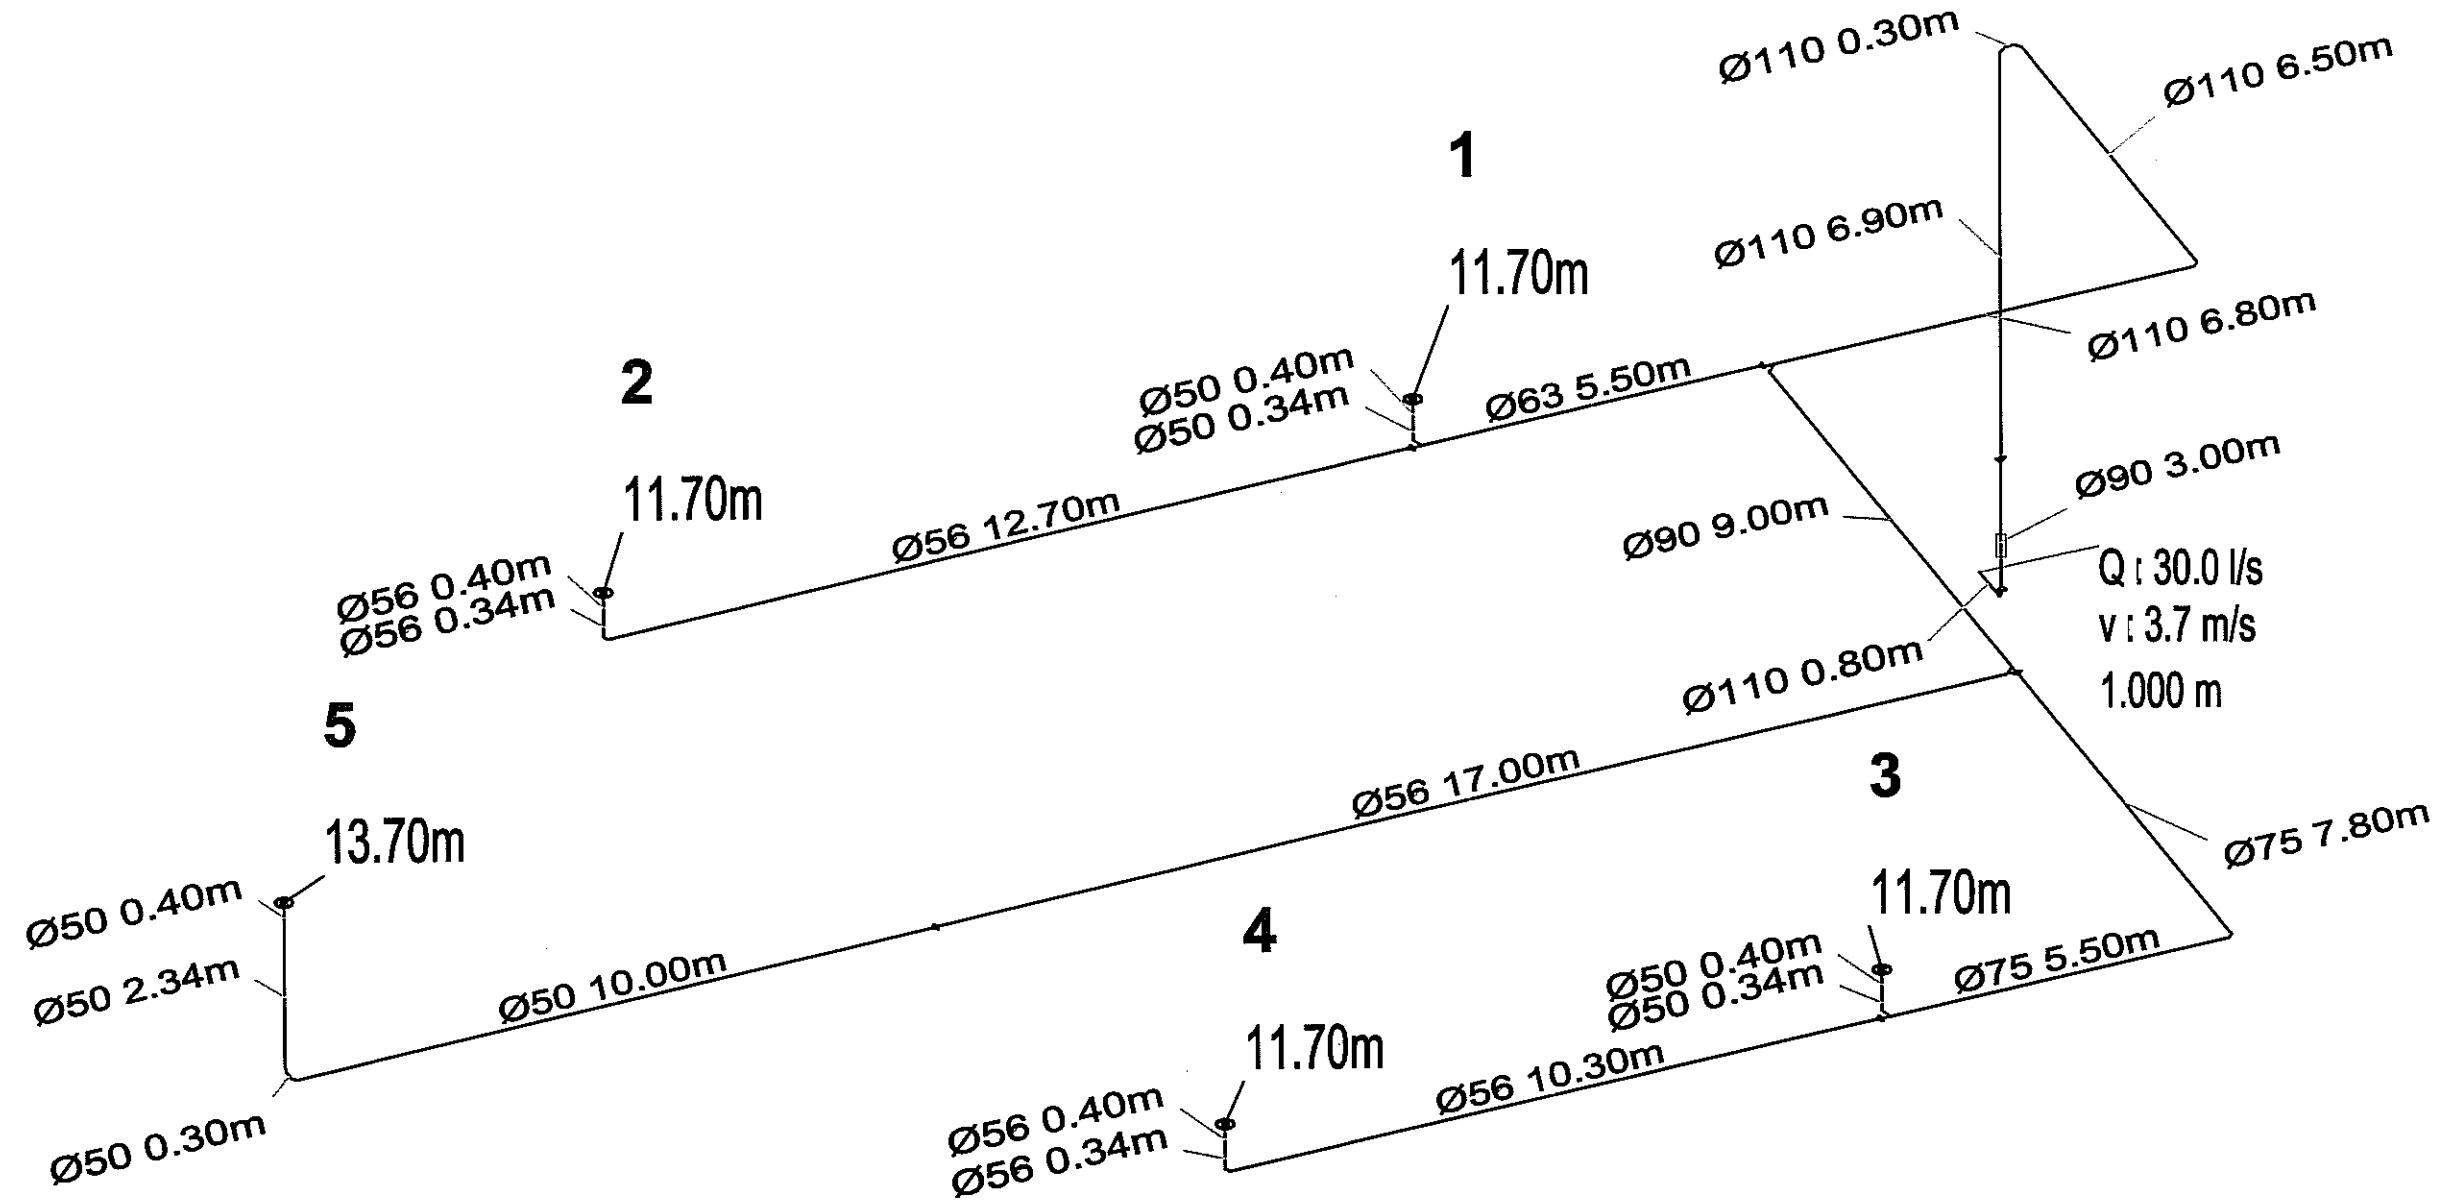 Ø110 0.30m
Ø110 6.50m
1
Ø110 6.90m
11.70m
Ø110 6.80m
2
Ø50 0.40m
Ø50 0.34m
Ø63 5.50m
11.70m
Ø90 3.00m
Ø56 12.70m
Ø90 9.00m
Ø56 0.40m
Ø56 0.34m
Q : 30.0 l/s
v : 3.7 m/s
1.000 m
Ø110 0.80m
5
Ø56 17.00m
3
13.70m
Ø75 7.80m
11.70m
Ø50 0.40m
4
Ø50 2.34m
Ø50 10.00m
Ø50 0.40m
Ø50 0.34m
Ø75 5.50m
11.70m
Ø56 10.30m
Ø50 0.30m
Ø56 0.40m
Ø56 0.34m